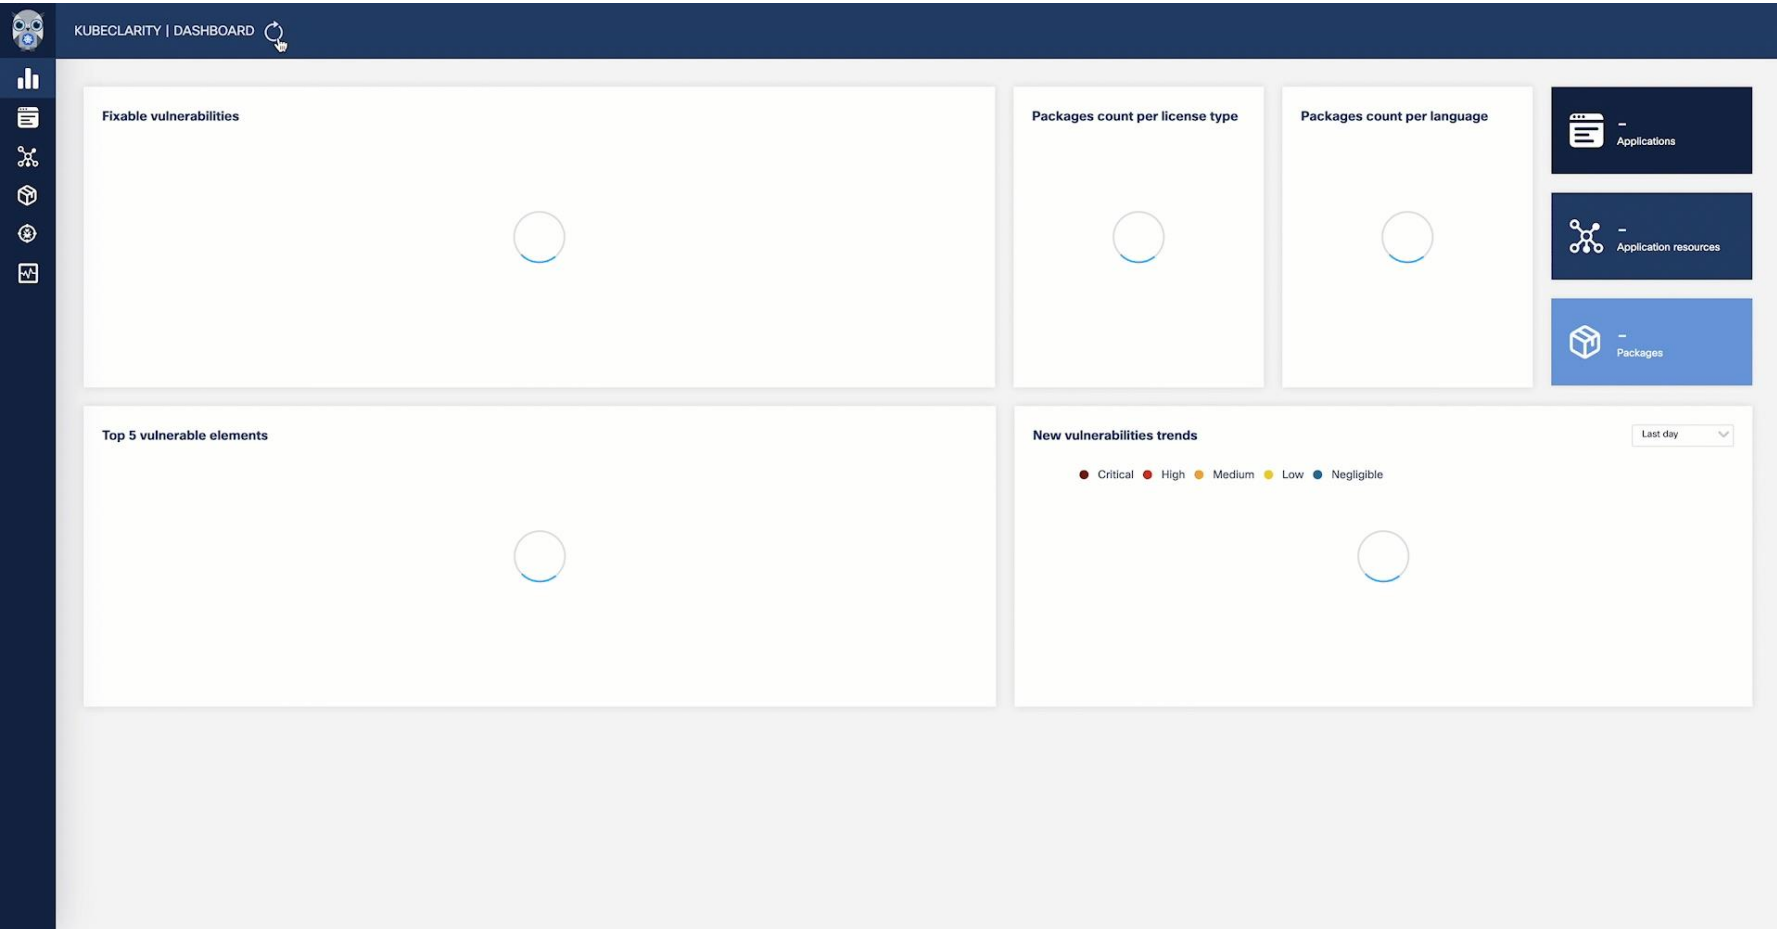 KUBECLARITY | DASHBOARD
Fixable vulnerabilities
Packages count per license type
Packages count per language
–
Applications
–
Application resources
–
Packages
Top 5 vulnerable elements
New vulnerabilities trends
Last day
Critical High Medium Low Negligible